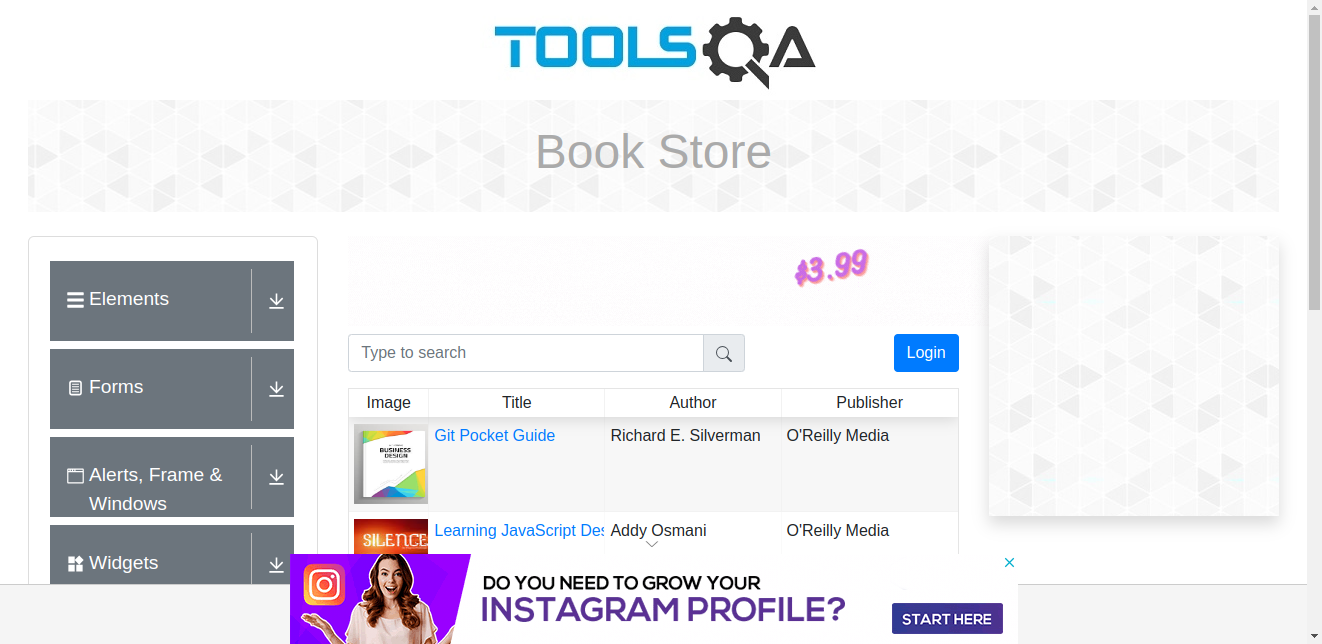 TOOLSQA
Book Store
Elements
Forms
Alerts, Frame &
Windows
Widgets
$3.99
Type to search
Login
Image Title Author Publisher
BUSINESS
DESIGN
Git Pocket Guide Richard E. Silverman O'Reilly Media
SILENCE
Learning JavaScript Des Addy Osmani O'Reilly Media
DO YOU NEED TO GROW YOUR
INSTAGRAM PROFILE?
START HERE